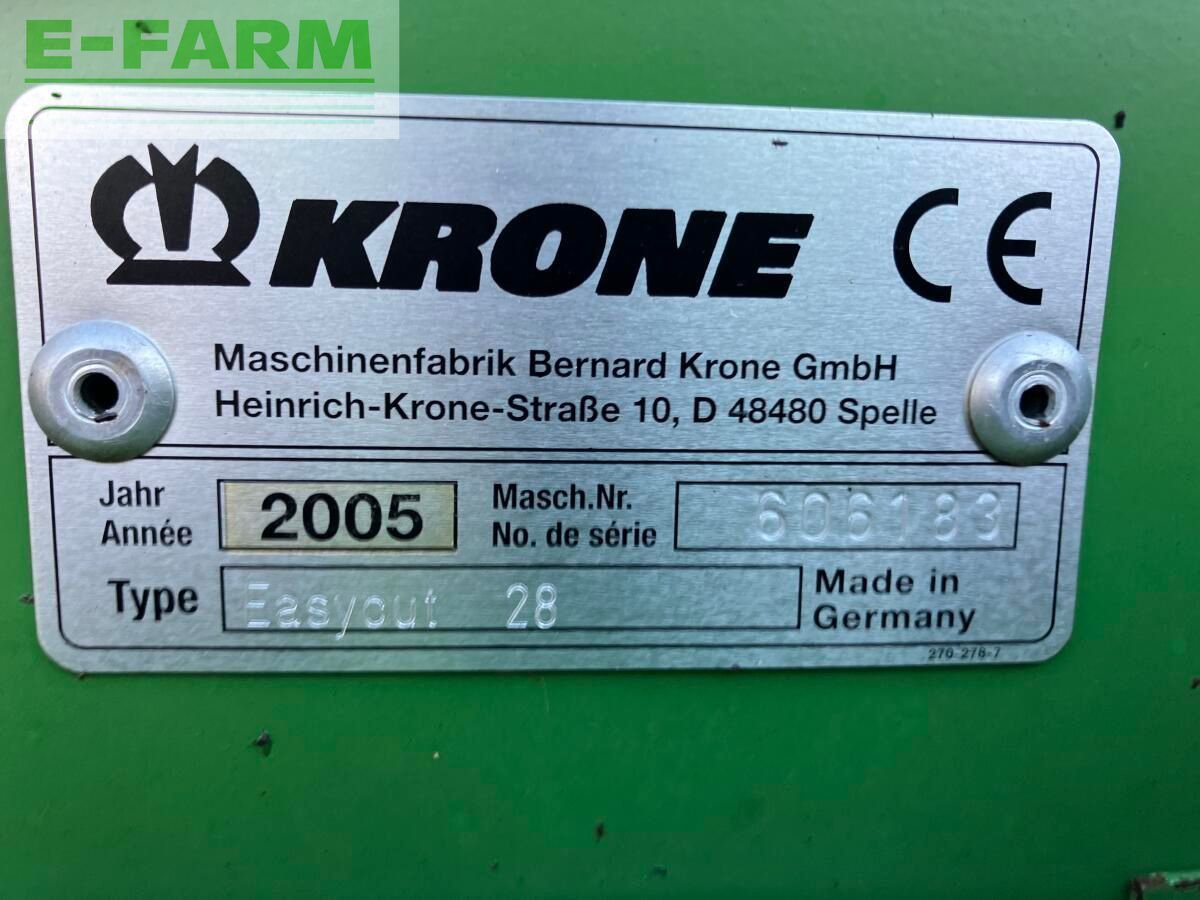 E-FARM
KRONE CE
Maschinenfabrik Bernard Krone GmbH
Heinrich-Krone-Straße 10, D 48480 Spelle
Jahr
Année
2005
Masch.Nr.
No. de série
606183
Type
Easycut 28
Made in
Germany
270-278-7